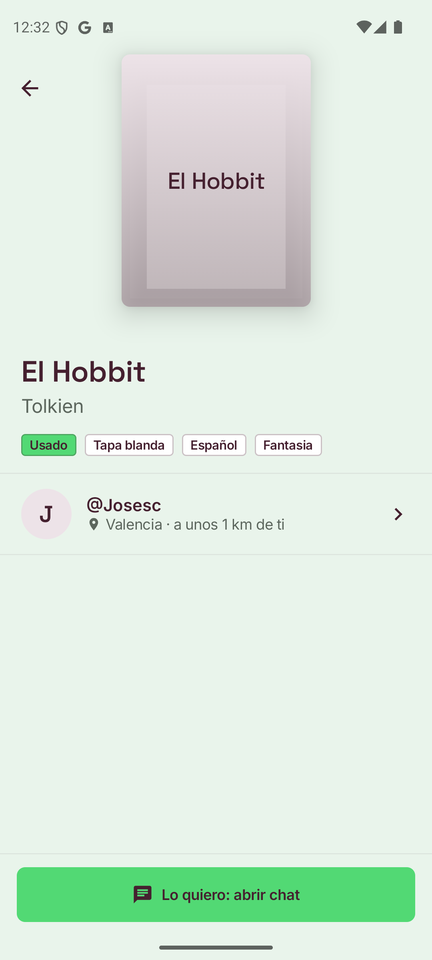 12:32
El Hobbit
El Hobbit
Tolkien
Usado Tapa blanda Español Fantasia
J
@Josesc
Valencia · a unos 1 km de ti
Lo quiero: abrir chat